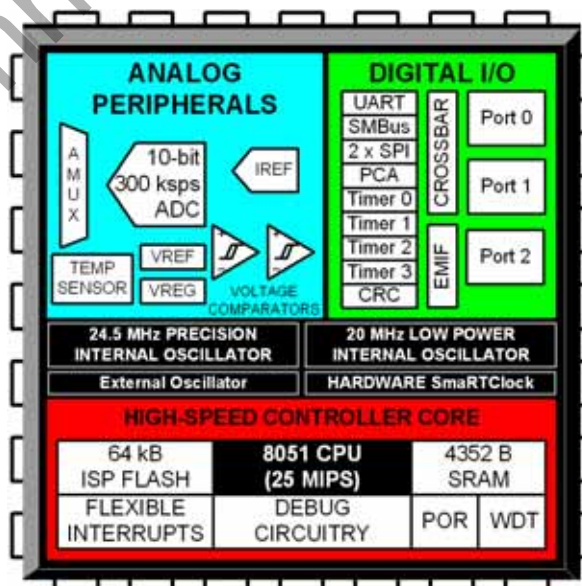 ANALOG
PERIPHERALS
A
M
U
X
10-bit
300 ksps
ADC
IREF
TEMP
SENSOR
VREF
VREG
+
-
+
-
VOLTAGE
COMPARATORS
DIGITAL I/O
UART
SMBus
2 x SPI
PCA
Timer 0
Timer 1
Timer 2
Timer 3
CRC
CROSSBAR
EMIF
Port 0
Port 1
Port 2
24.5 MHz PRECISION
INTERNAL OSCILLATOR
20 MHz LOW POWER
INTERNAL OSCILLATOR
External Oscillator
HARDWARE SmaRTClock
HIGH-SPEED CONTROLLER CORE
64 kB
ISP FLASH
8051 CPU
(25 MIPS)
4352 B
SRAM
FLEXIBLE
INTERRUPTS
DEBUG
CIRCUITRY
POR
WDT